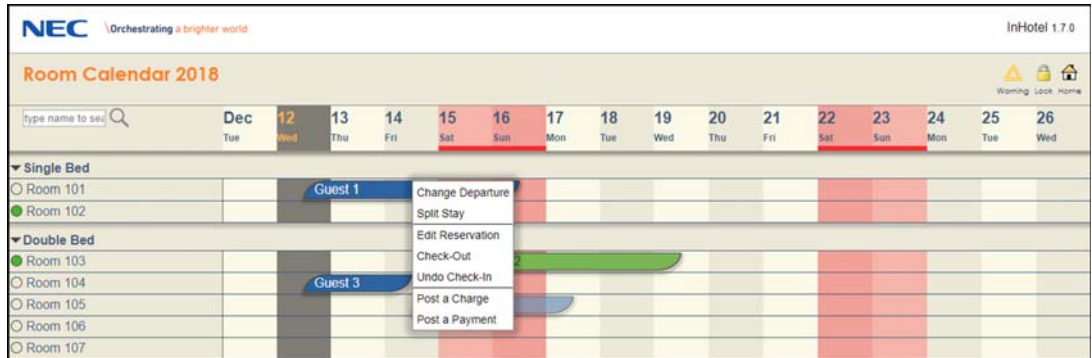 NEC \Orchestrating a brighter world
InHotel 1.7.0
Room Calendar 2018
Warning Lock Home
type name to sea
Dec 12 13 14 15 16 17 18 19 20 21 22 23 24 25 26
Tue Wed Thu Fri Sat Sun Mon Tue Wed Thu Fri Sat Sun Mon Tue Wed
Single Bed
Room 101 Guest 1
Room 102
Double Bed
Room 103 2
Room 104 Guest 3
Room 105
Room 106
Room 107
Change Departure
Split Stay
Edit Reservation
Check-Out
Undo Check-In
Post a Charge
Post a Payment